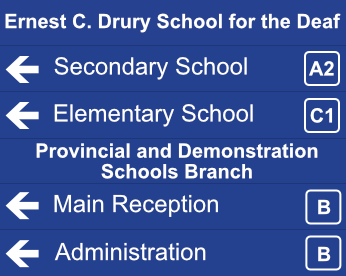 Ernest C. Drury School for the Deaf
Secondary School A2
Elementary School C1
Provincial and Demonstration
Schools Branch
Main Reception B
Administration B